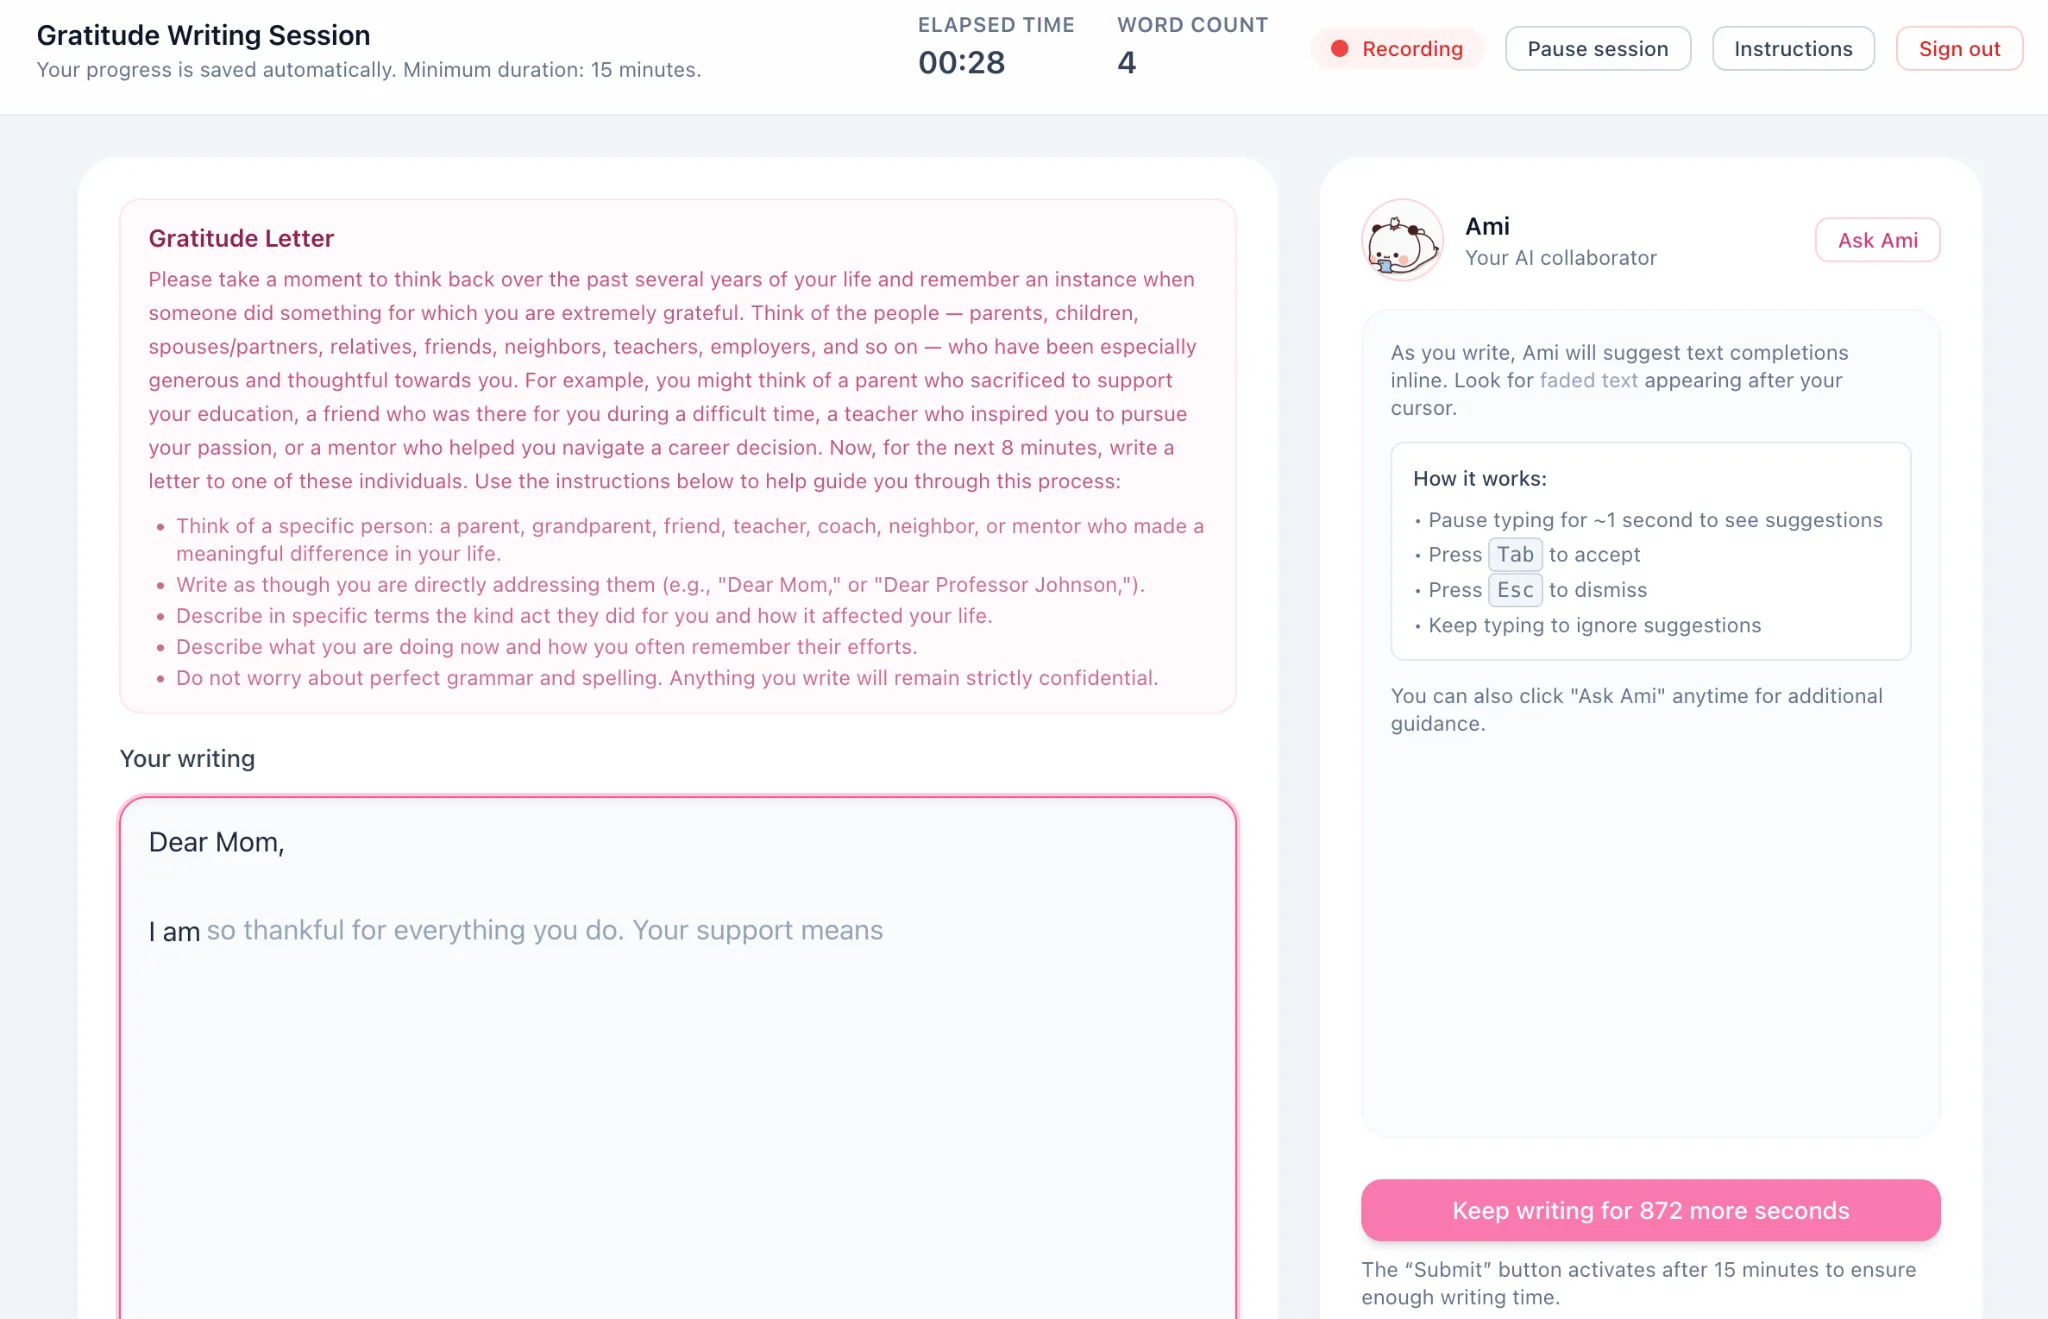 Gratitude Writing Session
Your progress is saved automatically. Minimum duration: 15 minutes.
ELAPSED TIME
00:28
WORD COUNT
4
Recording
Pause session
Instructions
Sign out
Gratitude Letter
Please take a moment to think back over the past several years of your life and remember an instance when
someone did something for which you are extremely grateful. Think of the people — parents, children,
spouses/partners, relatives, friends, neighbors, teachers, employers, and so on — who have been especially
generous and thoughtful towards you. For example, you might think of a parent who sacrificed to support
your education, a friend who was there for you during a difficult time, a teacher who inspired you to pursue
your passion, or a mentor who helped you navigate a career decision. Now, for the next 8 minutes, write a
letter to one of these individuals. Use the instructions below to help guide you through this process:
• Think of a specific person: a parent, grandparent, friend, teacher, coach, neighbor, or mentor who made a
meaningful difference in your life.
• Write as though you are directly addressing them (e.g., "Dear Mom," or "Dear Professor Johnson,").
• Describe in specific terms the kind act they did for you and how it affected your life.
• Describe what you are doing now and how you often remember their efforts.
• Do not worry about perfect grammar and spelling. Anything you write will remain strictly confidential.
Your writing
Dear Mom,
I am so thankful for everything you do. Your support means
Ami
Your AI collaborator
Ask Ami
As you write, Ami will suggest text completions
inline. Look for faded text appearing after your
cursor.
How it works:
• Pause typing for ~1 second to see suggestions
• Press Tab to accept
• Press Esc to dismiss
• Keep typing to ignore suggestions
You can also click "Ask Ami" anytime for additional
guidance.
Keep writing for 872 more seconds
The “Submit” button activates after 15 minutes to ensure
enough writing time.